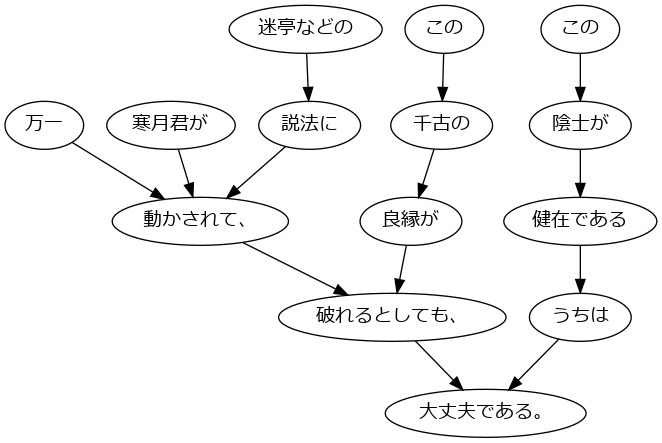 迷亭などの
この
この
万一
寒月君が
説法に
千古の
陰士が
動かされて、
良縁が
健在である
破れるとしても、
うちは
大丈夫である。